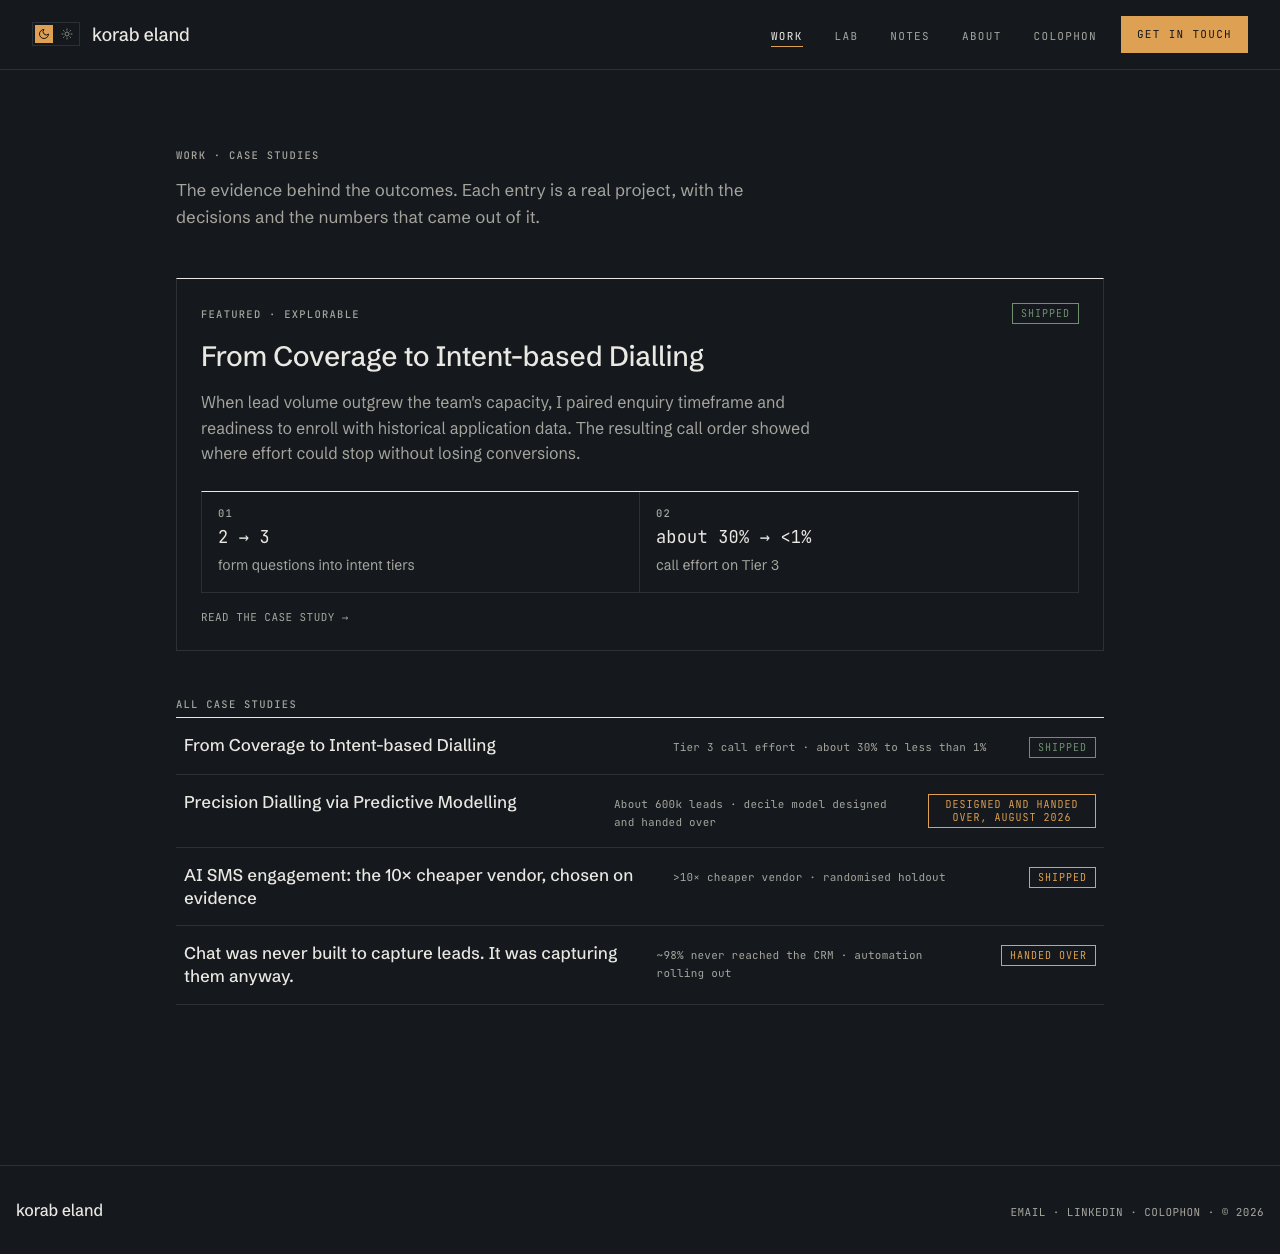 korab eland
WORK
LAB
NOTES
ABOUT
COLOPHON
GET IN TOUCH
WORK · CASE STUDIES
The evidence behind the outcomes. Each entry is a real project, with the
decisions and the numbers that came out of it.
FEATURED · EXPLORABLE
SHIPPED
From Coverage to Intent-based Dialling
When lead volume outgrew the team's capacity, I paired enquiry timeframe and
readiness to enroll with historical application data. The resulting call order showed
where effort could stop without losing conversions.
01
2 → 3
form questions into intent tiers
02
about 30% → <1%
call effort on Tier 3
READ THE CASE STUDY →
ALL CASE STUDIES
From Coverage to Intent-based Dialling
Tier 3 call effort · about 30% to less than 1%
SHIPPED
Precision Dialling via Predictive Modelling
About 600k leads · decile model designed
and handed over
DESIGNED AND HANDED
OVER, AUGUST 2026
AI SMS engagement: the 10× cheaper vendor, chosen on
evidence
>10× cheaper vendor · randomised holdout
SHIPPED
Chat was never built to capture leads. It was capturing
them anyway.
~98% never reached the CRM · automation
rolling out
HANDED OVER
korab eland
EMAIL · LINKEDIN · COLOPHON · © 2026